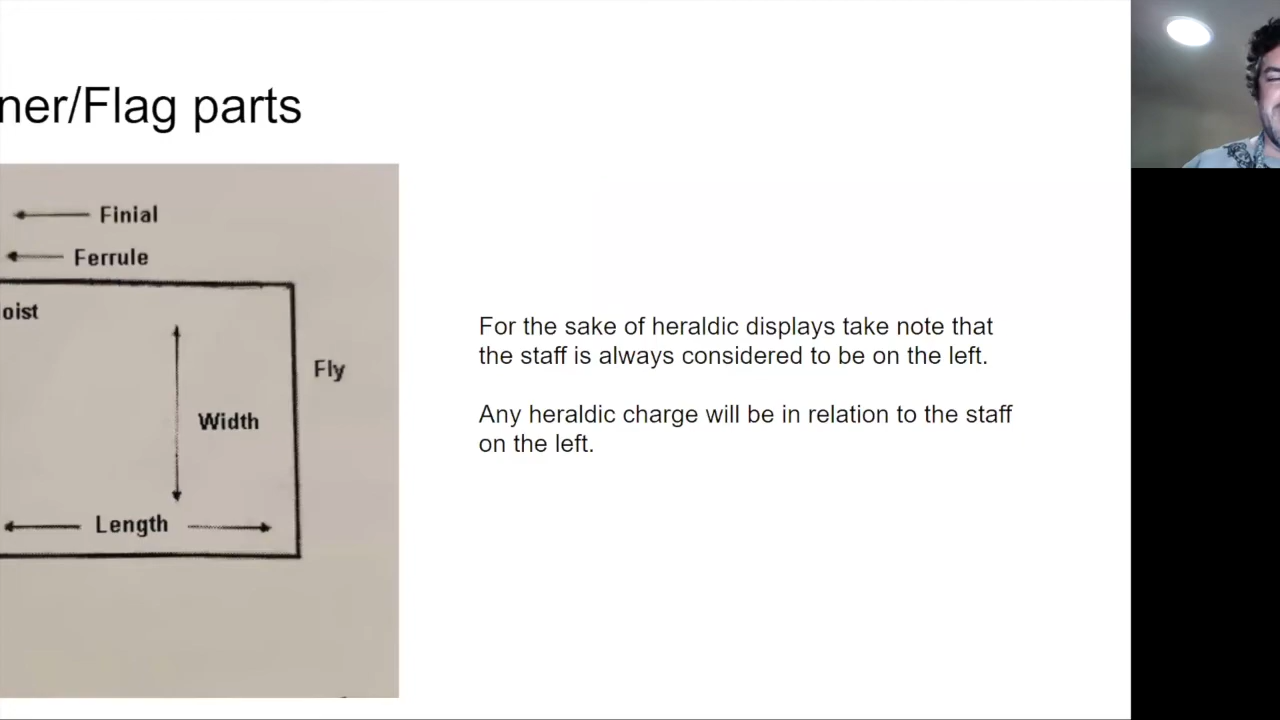 ner/Flag parts
Finial
Ferrule
oist
Fly
Width
Length
For the sake of heraldic displays take note that
the staff is always considered to be on the left.
Any heraldic charge will be in relation to the staff
on the left.